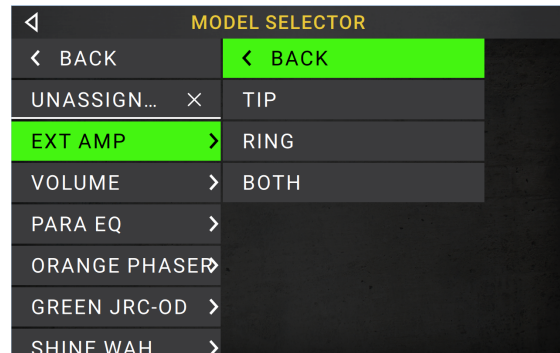 MODEL SELECTOR
BACK
UNASSIGN...
EXT AMP
VOLUME
PARA EQ
ORANGE PHASER
GREEN JRC-OD
SHINE WAH
BACK
TIP
RING
BOTH